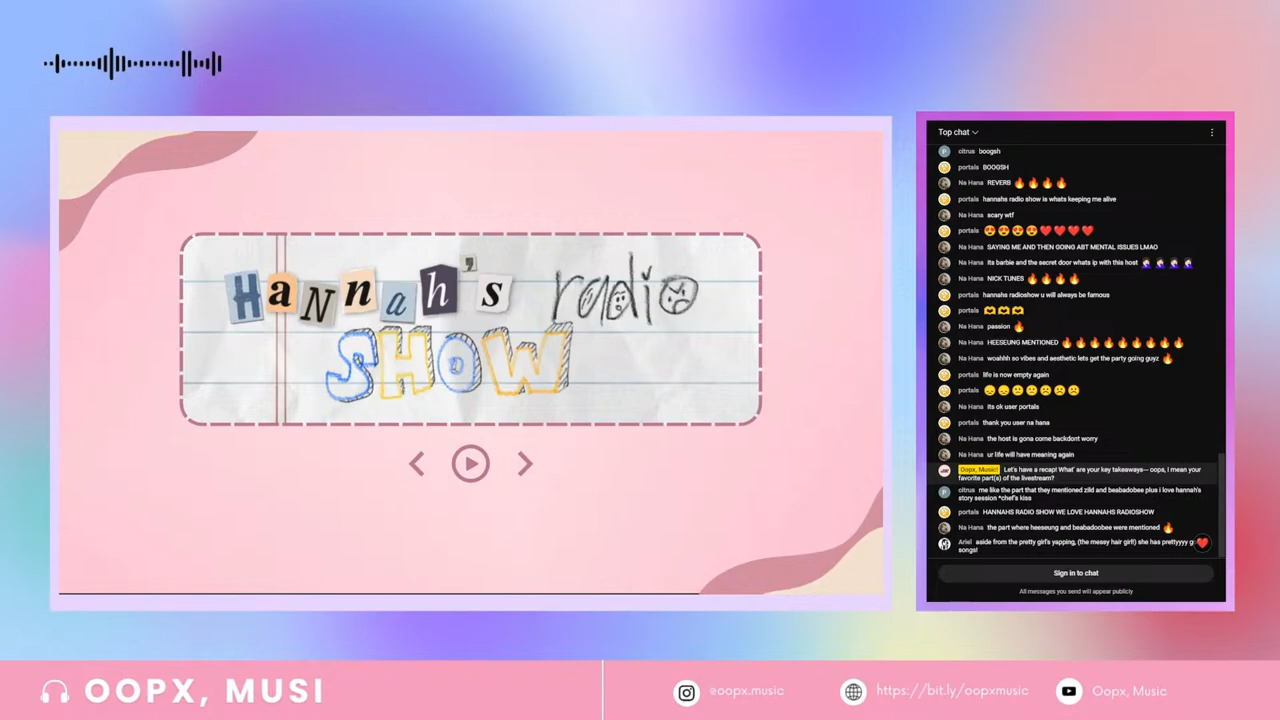 Hannah's radio
SHOW
Top chat
citrus boogsh
portals BOOGSH
Na Hana REVERB 🔥🔥🔥🔥
portals hannahs radio show is whats keeping me alive
Na Hana scary wtf
portals 😍😍😍😍❤️❤️❤️❤️
Na Hana SAYING ME AND THEN GOING ABT MENTAL ISSUES LMAO
Na Hana its barbie and the secret door whats ip with this host 🤦🏻‍♀️🤦🏻‍♀️🤦🏻‍♀️🤦🏻‍♀️
Na Hana NICK TUNES 🔥🔥🔥🔥
portals hannahs radioshow u will always be famous
portals 🫶🫶🫶
Na Hana passion 🔥
Na Hana HEESEUNG MENTIONED 🔥🔥🔥🔥🔥🔥🔥🔥🔥
Na Hana woahhh so vibes and aesthetic lets get the party going guyz 🔥
portals life is now empty again
portals 😞😞🙁🙁☹️☹️☹️
Na Hana its ok user portals
portals thank you user na hana
Na Hana the host is gona come backdont worry
Na Hana ur life will have meaning again
Oopx, Music! Let's have a recap! What' are your key takeaways— oops, I mean your
favorite part(s) of the livestream?
citrus me like the part that they mentioned zild and beabadobee plus i love hannah's
story session *chef's kiss
portals HANNAHS RADIO SHOW WE LOVE HANNAHS RADIOSHOW
Na Hana the part where heeseung and beabadoobee were mentioned 🔥
Ariel aside from the pretty girl's yapping, (the messy hair girl!) she has prettyyyy g
songs!
Sign in to chat
All messages you send will appear publicly
OOPX, MUSI
@oopx.music
https://bit.ly/oopxmusic
Oopx, Music